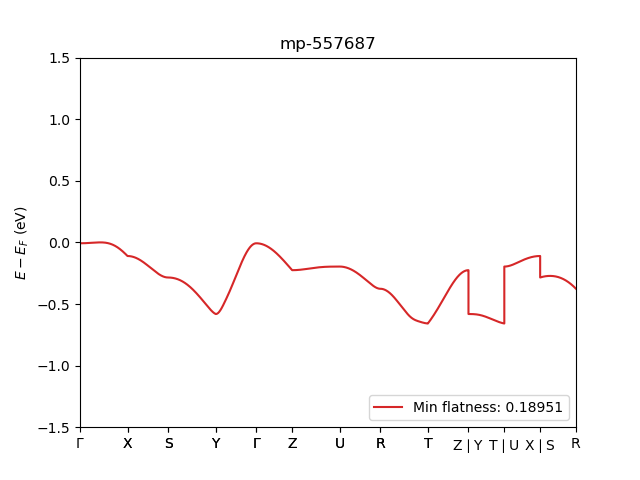 mp-557687
1.5
1.0
0.5
0.0
−0.5
−1.0
−1.5
E − E_F (eV)
Min flatness: 0.18951
Γ X S Y Γ Z U R T Z | Y T | U X | S R